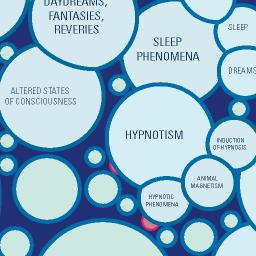 DAYDREAMS,
FANTASIES,
REVERIES
SLEEP
PHENOMENA
SLEEP
DREAMS
ALTERED STATES
OF CONSCIOUSNESS
HYPNOTISM
INDUCTION
OF HYPNOSIS
ANIMAL
MAGNETISM
HYPNOTIC
PHENOMENA